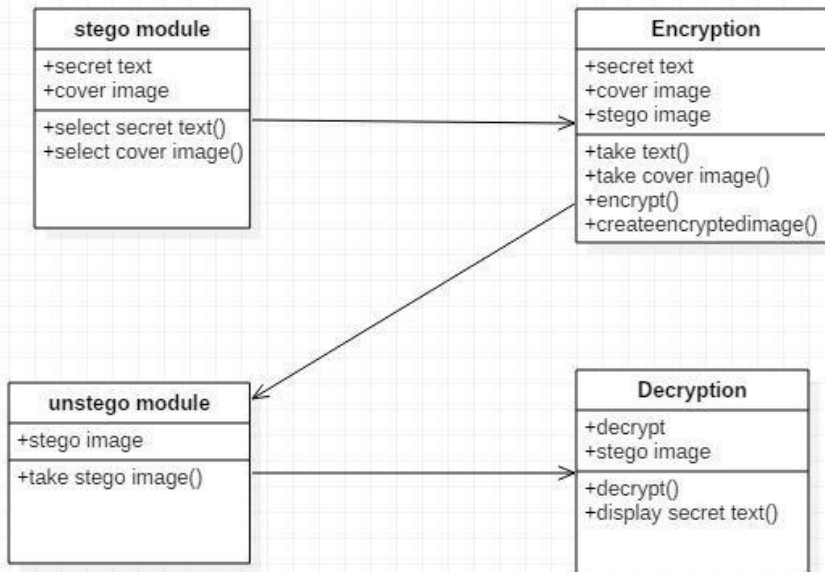 stego module
+secret text
+cover image
+select secret text()
+select cover image()
Encryption
+secret text
+cover image
+stego image
+take text()
+take cover image()
+encrypt()
+createencryptedimage()
unstego module
+stego image
+take stego image()
Decryption
+decrypt
+stego image
+decrypt()
+display secret text()